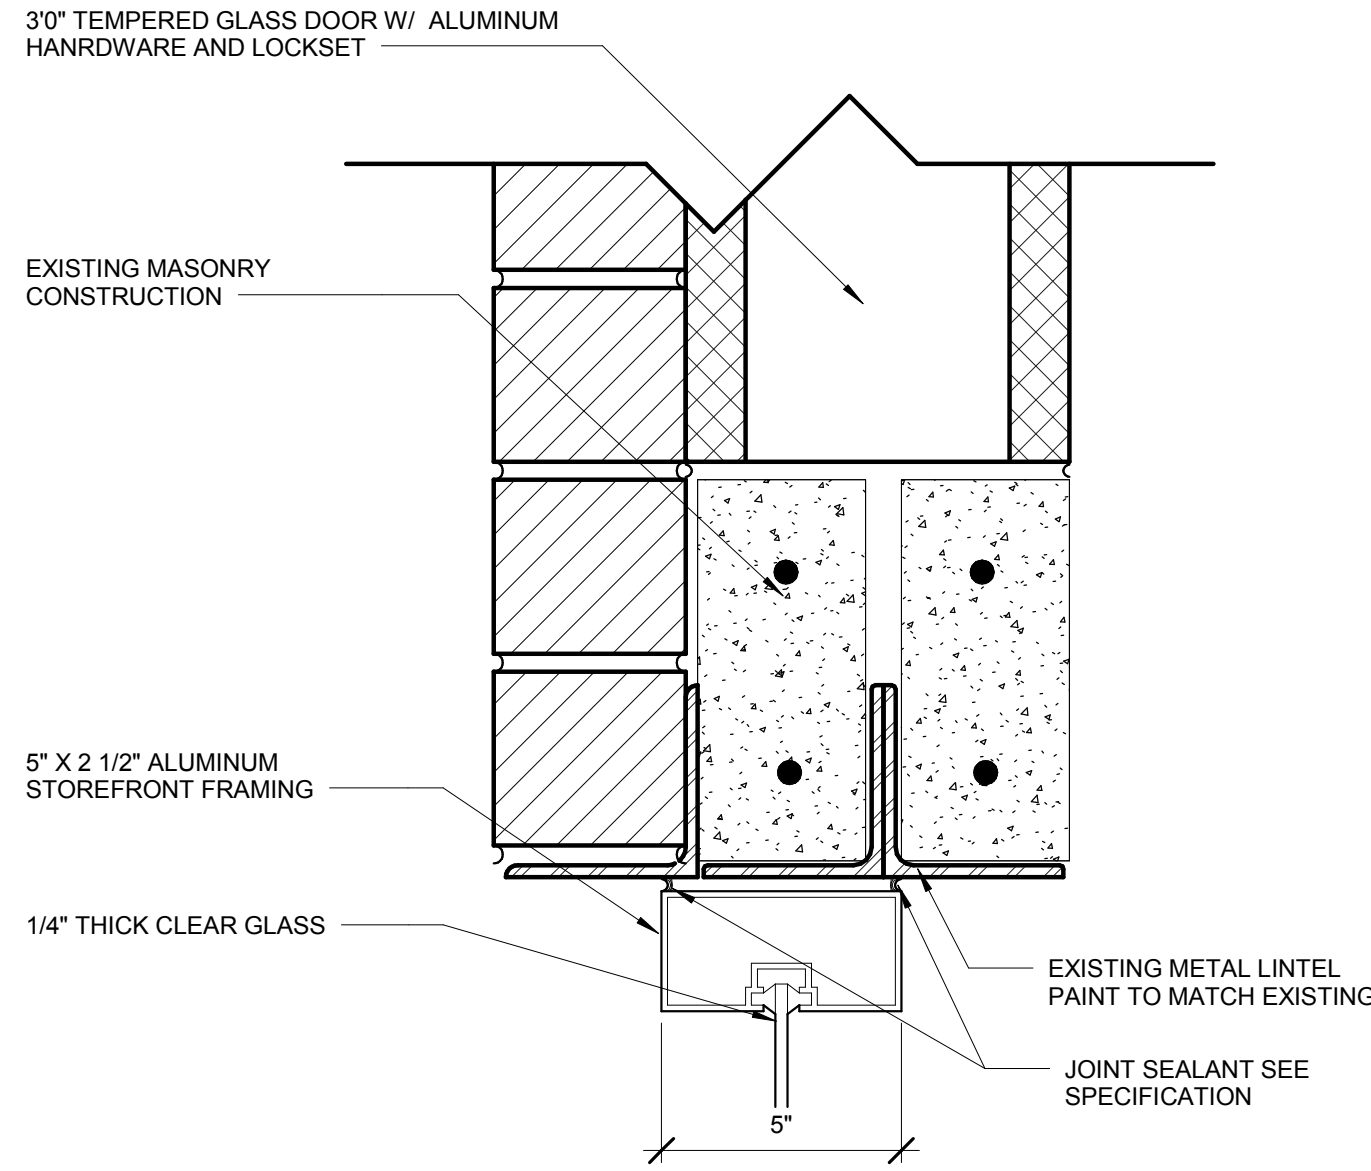 3'0" TEMPERED GLASS DOOR W/ ALUMINUM
HANRDWARE AND LOCKSET
EXISTING MASONRY
CONSTRUCTION
5" X 2 1/2" ALUMINUM
STOREFRONT FRAMING
1/4" THICK CLEAR GLASS
EXISTING METAL LINTEL
PAINT TO MATCH EXISTING
JOINT SEALANT SEE
SPECIFICATION
5"